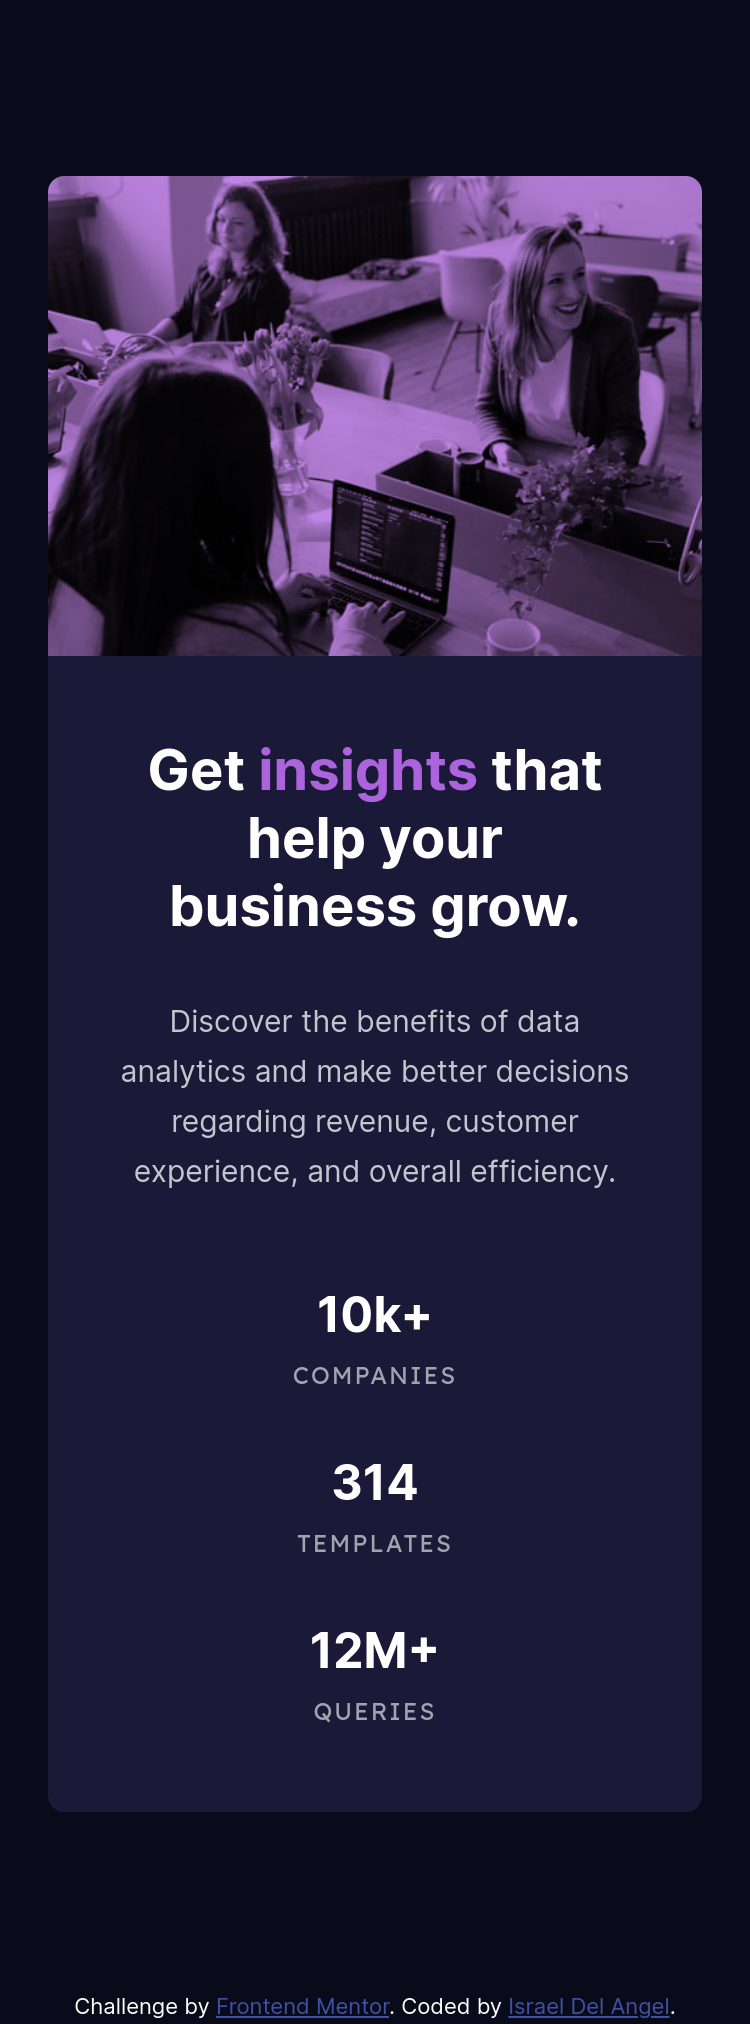 Get insights that
help your
business grow.
Discover the benefits of data
analytics and make better decisions
regarding revenue, customer
experience, and overall efficiency.
10k+
COMPANIES
314
TEMPLATES
12M+
QUERIES
Challenge by Frontend Mentor. Coded by Israel Del Angel.